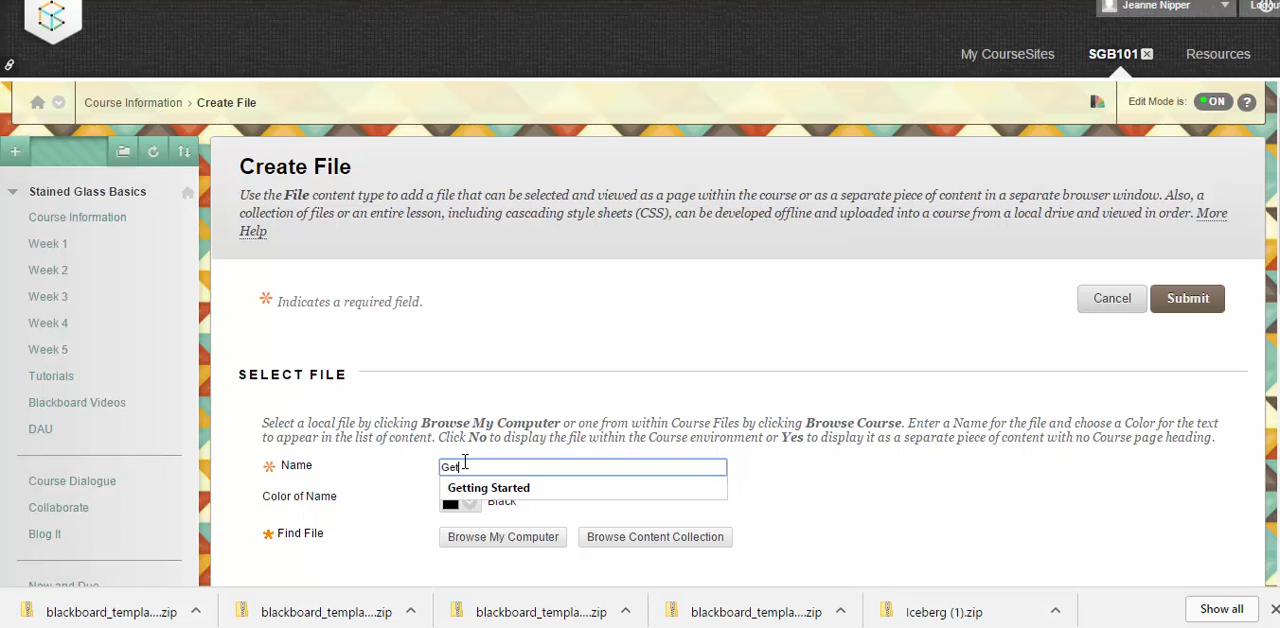 Jeanne Nipper
Logout
My CourseSites
SGB101
Resources
Course Information > Create File
Edit Mode is:
ON
?
Create File
Use the File content type to add a file that can be selected and viewed as a page within the course or as a separate piece of content in a separate browser window. Also, a
collection of files or an entire lesson, including cascading style sheets (CSS), can be developed offline and uploaded into a course from a local drive and viewed in order. More
Help
Stained Glass Basics
Course Information
Week 1
Week 2
Week 3
Week 4
Week 5
Tutorials
Blackboard Videos
DAU
Course Dialogue
Collaborate
Blog It
New and Due
Indicates a required field.
Cancel
Submit
SELECT FILE
Select a local file by clicking Browse My Computer or one from within Course Files by clicking Browse Course. Enter a Name for the file and choose a Color for the text
to appear in the list of content. Click No to display the file within the Course environment or Yes to display it as a separate piece of content with no Course page heading.
Name
Get
Getting Started
Color of Name
Black
Find File
Browse My Computer
Browse Content Collection
blackboard_templa....zip
blackboard_templa....zip
blackboard_templa....zip
blackboard_templa....zip
Iceberg (1).zip
Show all